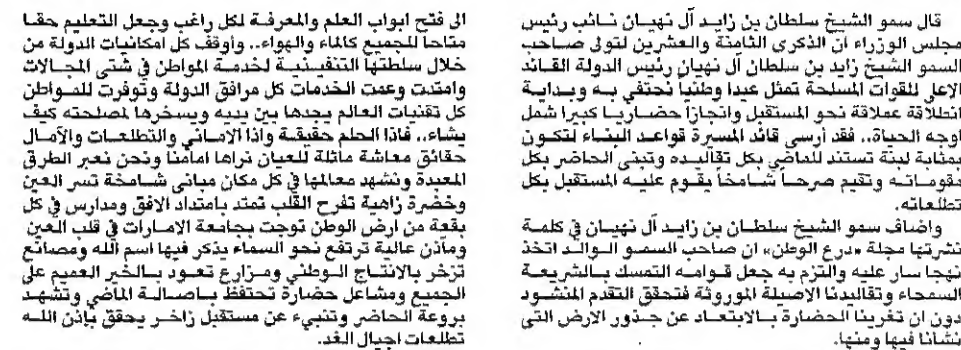 قال سمو الشيخ سلطان بن زايد آل نهيان نائب رئيس
مجلس الوزراء ان الذكرى الثامنة والعشرين لتولى صاحب
السمو الشيخ زايد بن سلطان آل نهيان رئيس الدولة القائد
الاعلى للقوات المسلحة تمثل عيدا وطنيا نحتفي به وبداية
انطلاقة عملاقة نحو المستقبل وانجازا حضاريا كبيرا شمل
اوجه الحياة.. فقد أرسى قائد المسيرة قواعد البناء لتكون
بمثابة لبنة تستند للماضي بكل تقاليده وتبنى الحاضر بكل
مقوماته وتقيم صرحاً شامخاً يقوم عليه المستقبل بكل
تطلعاته.
واضاف سمو الشيخ سلطان بن زايد آل نهيان في كلمة
نشرتها مجلة «درع الوطن» ان صاحب السمو الوالد اتخذ
نهجا سار عليه والتزم به جعل قوامه التمسك بالشريعة
السمحاء وتقاليدنا الاصيلة الموروثة فتحقق التقدم المنشود
دون ان تغرينا الحضارة بالابتعاد عن جذور الارض التى
نشانا فيها ومنها.
الى فتح ابواب العلم والمعرفة لكل راغب وجعل التعليم حقا
متاحا للجميع كالماء والهواء.. وأوقف كل امكانيات الدولة من
خلال سلطتها التنفيذية لخدمة المواطن في شتى المجالات
وامتدت وعمت الخدمات كل مرافق الدولة وتوفرت للمواطن
كل تقنيات العالم يجدها بين يديه ويسخرها لمصلحته كيف
يشاء.. فاذا الحلم حقيقة واذا الاماني والتطلعات والآمال
حقائق معاشة ماثلة للعيان نراها امامنا ونحن نعبر الطرق
المعبدة ونشهد معالمها في كل مكان مبانى شامخة تسر العين
وخضرة زاهية تفرح القلب تمتد بامتداد الافق ومدارس في كل
بقعة من ارض الوطن توجت بجامعة الامارات في قلب العين
ومآذن عالية ترتفع نحو السماء يذكر فيها اسم الله ومصانع
تزخر بالانتاج الوطني ومزارع تعود بالخير العميم على
الجميع ومشاعل حضارة تحتفظ باصالة الماضي وتشهد
بروعة الحاضر وتنبيء عن مستقبل زاخر يحقق بإذن الله
تطلعات اجيال الغد.